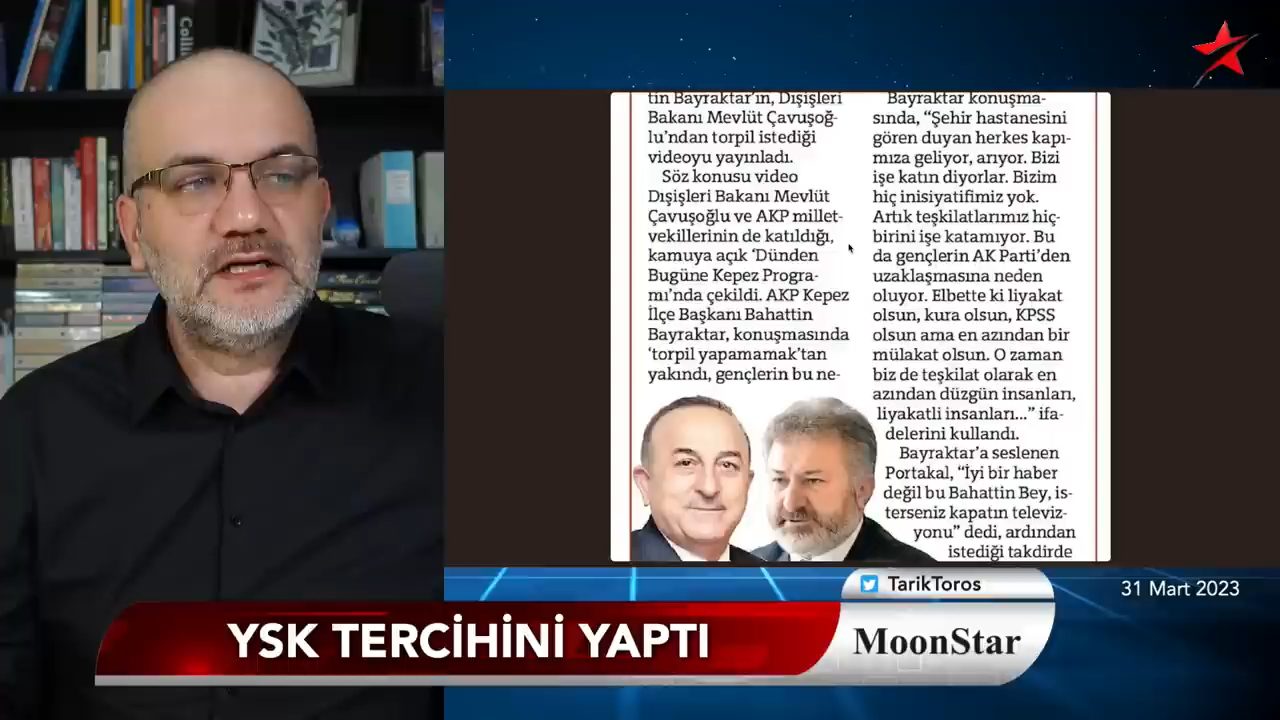 Colli
tin Bayraktar'ın, Dışişleri
Bakanı Mevlüt Çavuşoğ-
lu'ndan torpil istediği
videoyu yayınladı.
Söz konusu video
Dışişleri Bakanı Mevlüt
Çavuşoğlu ve AKP millet-
vekillerinin de katıldığı,
kamuya açık 'Dünden
Bugüne Kepez Progra-
mı'nda çekildi. AKP Kepez
İlçe Başkanı Bahattin
Bayraktar, konuşmasında
'torpil yapamamak'tan
yakındı, gençlerin bu ne-
Bayraktar konuşma-
sında, "Şehir hastanesini
gören duyan herkes kapı-
mıza geliyor, arıyor. Bizi
işe katın diyorlar. Bizim
hiç inisiyatifimiz yok.
Artık teşkilatlarımız hiç-
birini işe katamıyor. Bu
da gençlerin AK Parti'den
uzaklaşmasına neden
oluyor. Elbette ki liyakat
olsun, kura olsun, KPSS
olsun ama en azından bir
mülakat olsun. O zaman
biz de teşkilat olarak en
azından düzgün insanları,
liyakatli insanları..." ifa-
delerini kullandı.
Bayraktar'a seslenen
Portakal, "İyi bir haber
değil bu Bahattin Bey, is-
terseniz kapatın televiz-
yonu" dedi, ardından
istediği takdirde
TarikToros
31 Mart 2023
YSK TERCİHİNİ YAPTI
MoonStar